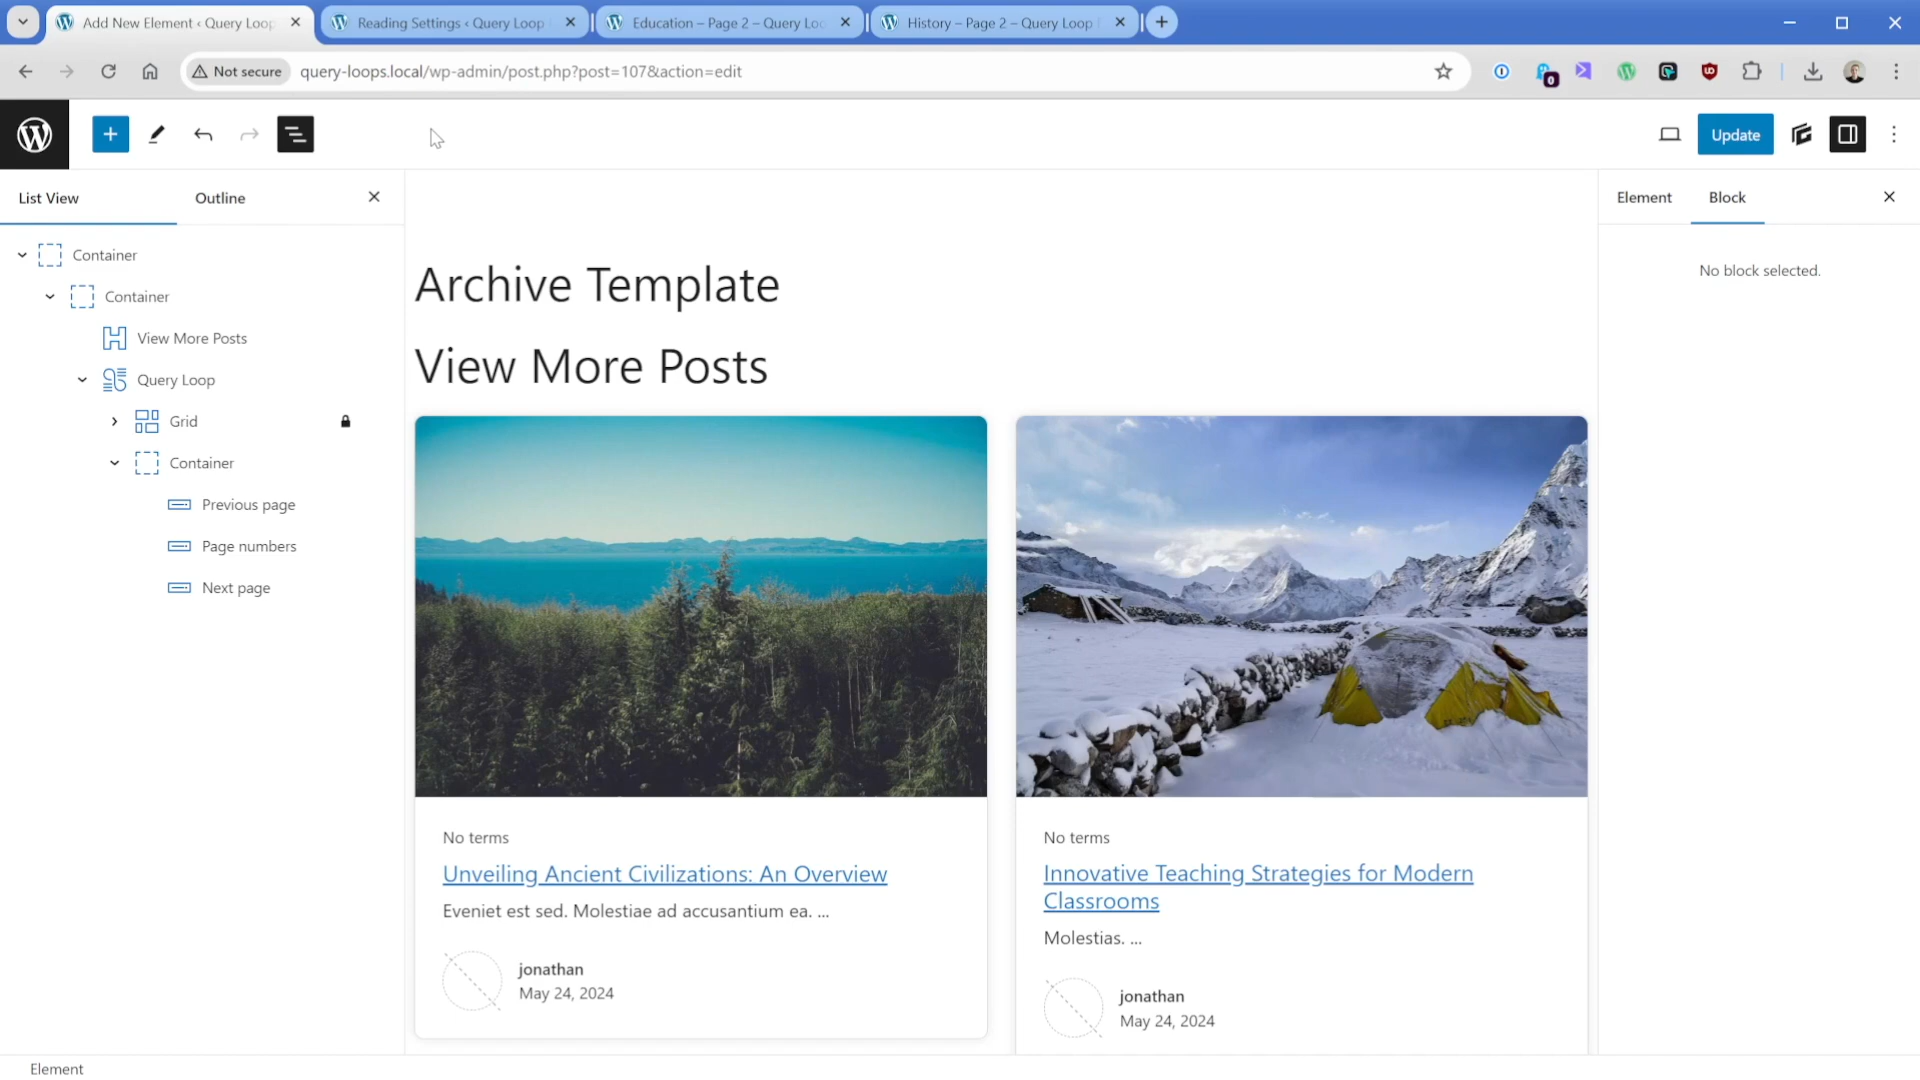 Add New Element ‹ Query Loop
Reading Settings ‹ Query Loop
Education – Page 2 – Query Loo
History – Page 2 – Query Loop
Not secure
query-loops.local/wp-admin/post.php?post=107&action=edit
0
Update
List View
Outline
Element
Block
No block selected.
Container
Container
View More Posts
Query Loop
Grid
Container
Previous page
Page numbers
Next page
Archive Template
View More Posts
No terms
Unveiling Ancient Civilizations: An Overview
Eveniet est sed. Molestiae ad accusantium ea. ...
jonathan
May 24, 2024
No terms
Innovative Teaching Strategies for Modern
Classrooms
Molestias. ...
jonathan
May 24, 2024
Element